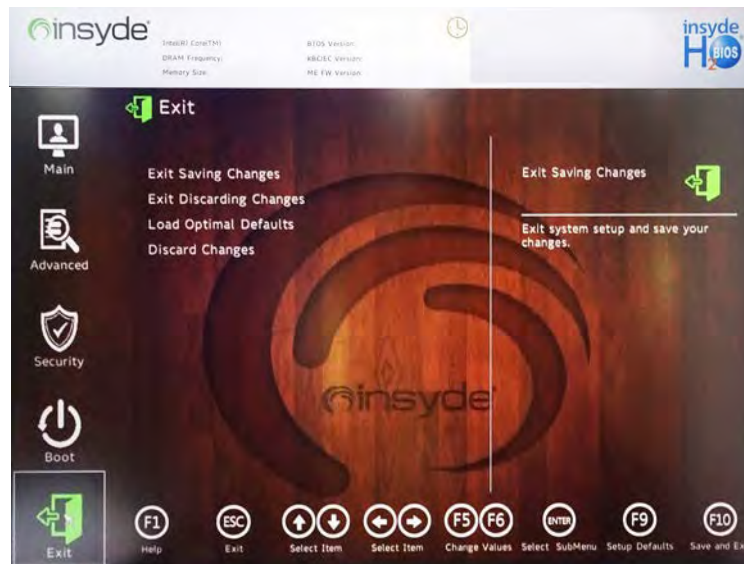 insyde
Intel(R) Core(TM)
DRAM Frequency:
Memory Size:
BIOS Version:
KBC/EC Version:
ME FW Version:
insyde
H2O BIOS
Exit
Main
Advanced
Security
Boot
Exit
Exit Saving Changes
Exit Discarding Changes
Load Optimal Defaults
Discard Changes
Exit Saving Changes
Exit system setup and save your
changes.
insyde
F1
Help
ESC
Exit
Select Item
Select Item
F5 F6
Change Values
ENTER
Select SubMenu
F9
Setup Defaults
F10
Save and Ex